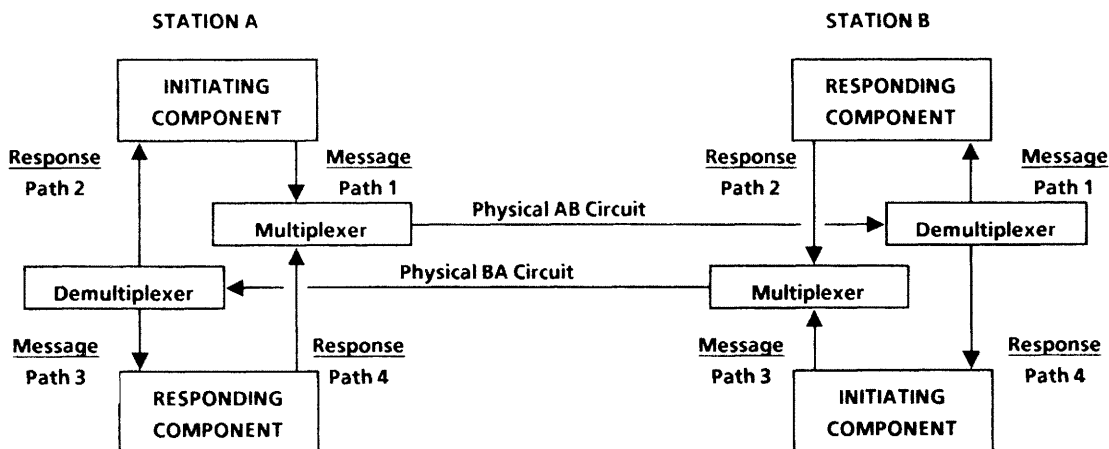 STATION A
STATION B
INITIATING
COMPONENT
RESPONDING
COMPONENT
Response
Path 2
Message
Path 1
Response
Path 2
Message
Path 1
Multiplexer
Physical AB Circuit
Demultiplexer
Demultiplexer
Physical BA Circuit
Multiplexer
Message
Path 3
Response
Path 4
Message
Path 3
Response
Path 4
RESPONDING
COMPONENT
INITIATING
COMPONENT